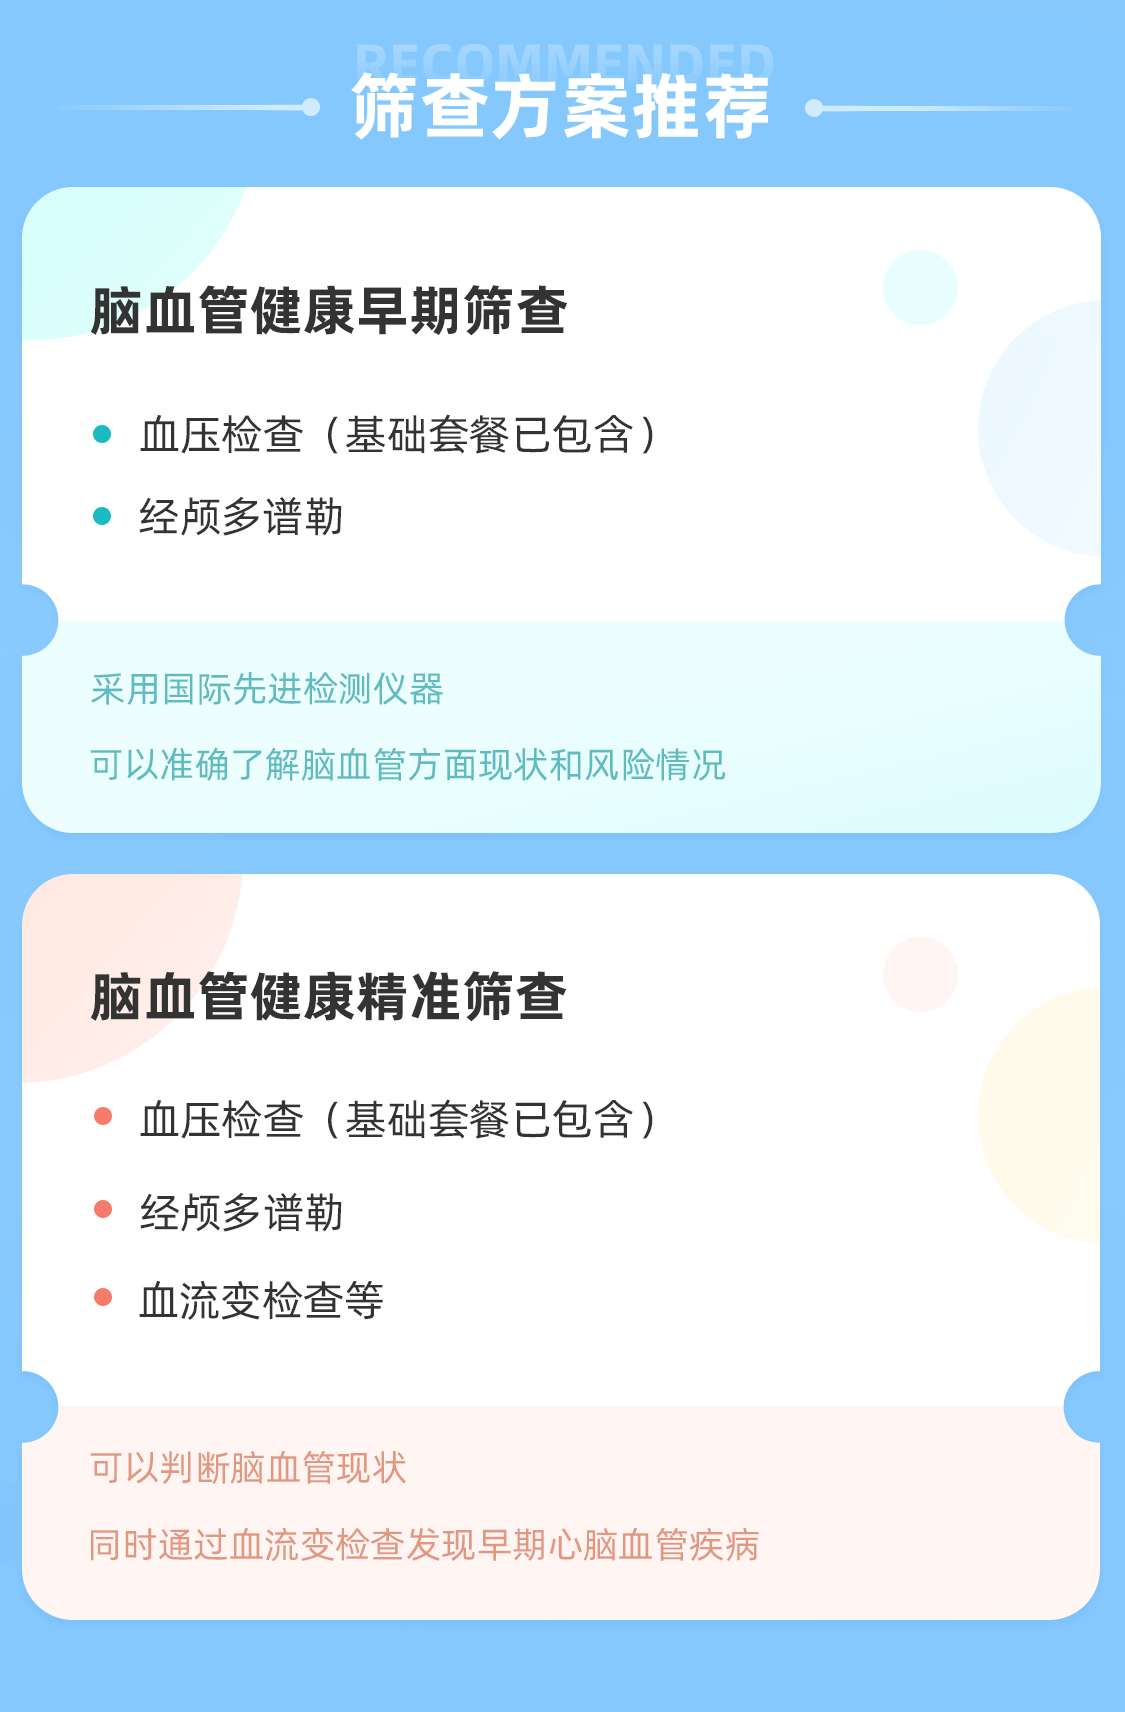 RECOMMENDED
筛查方案推荐
脑血管健康早期筛查
血压检查（基础套餐已包含）
经颅多谱勒
采用国际先进检测仪器
可以准确了解脑血管方面现状和风险情况
脑血管健康精准筛查
血压检查（基础套餐已包含）
经颅多谱勒
血流变检查等
可以判断脑血管现状
同时通过血流变检查发现早期心脑血管疾病